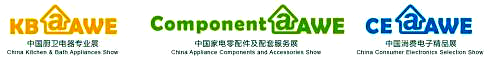 KB@AWE
中国厨卫电器专业展
China Kitchen & Bath Appliances Show
Component@AWE
中国家电零配件及配套服务展
China Appliance Components and Accessories Show
CE@AWE
中国消费电子精品展
China Consumer Electronics Selection Show